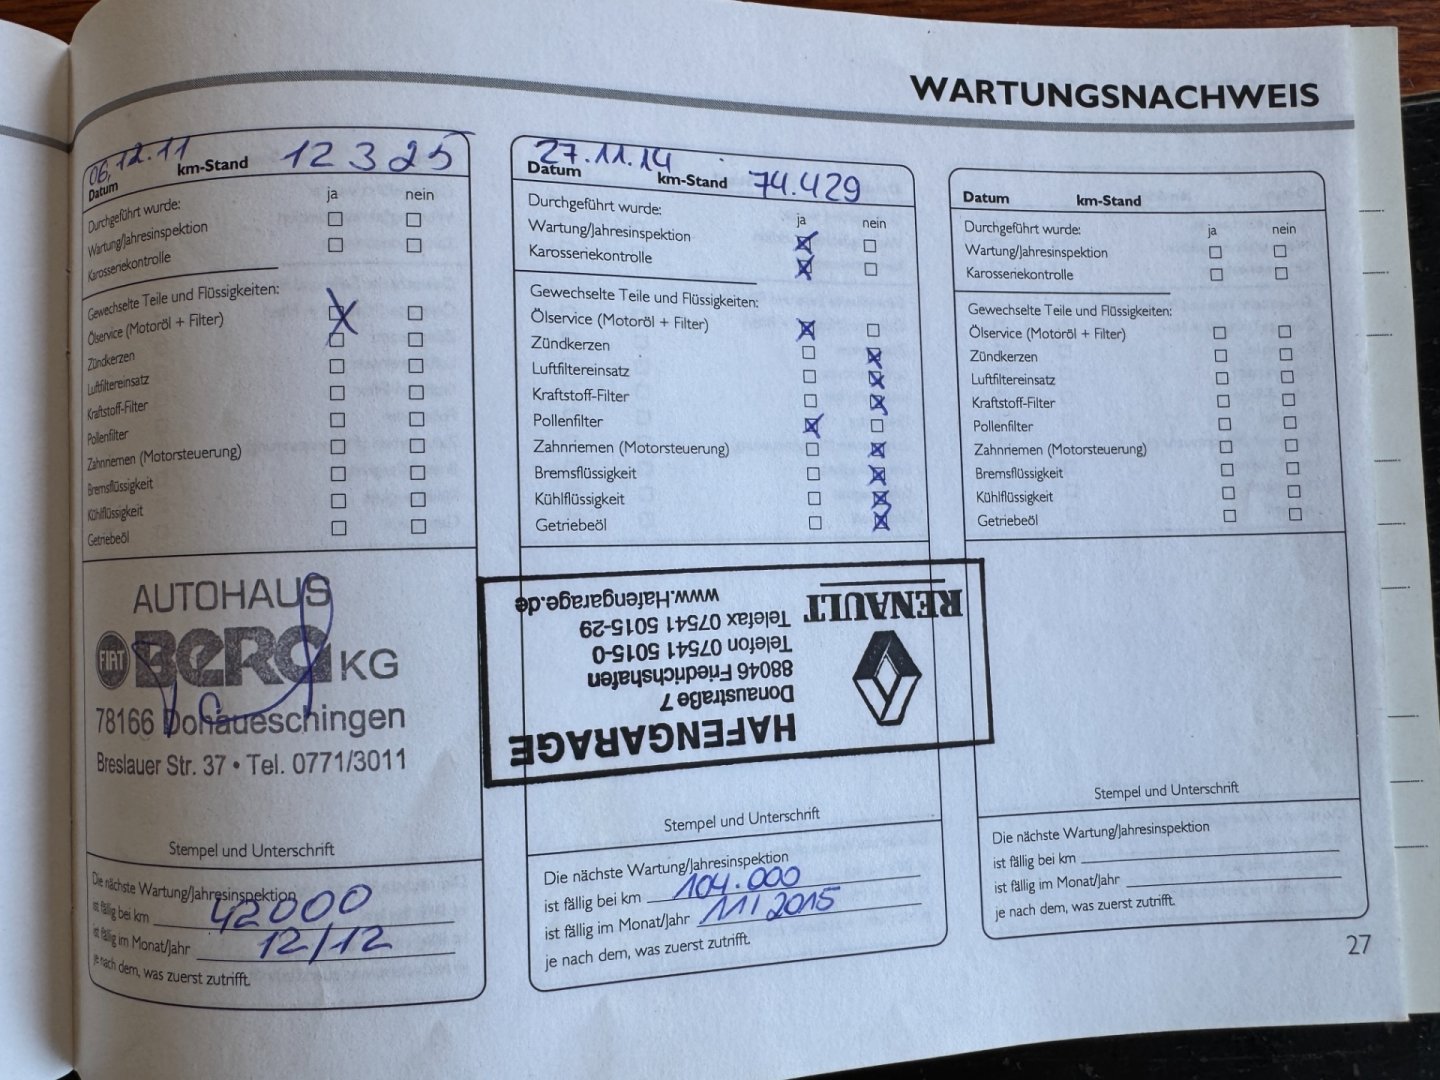 WARTUNGSNACHWEIS
06.12.11 12325
Datum km-Stand
ja nein
Durchgeführt wurde:
Wartung/Jahresinspektion
Karosseriekontrolle
Gewechselte Teile und Flüssigkeiten:
Ölservice (Motoröl + Filter)
Zündkerzen
Luftfiltereinsatz
Kraftstoff-Filter
Pollenfilter
Zahnriemen (Motorsteuerung)
Bremsflüssigkeit
Kühlflüssigkeit
Getriebeöl
AUTOHAUS
FIAT BERG KG
78166 Donaueschingen
Breslauer Str. 37 • Tel. 0771/3011
Stempel und Unterschrift
Die nächste Wartung/Jahresinspektion
ist fällig bei km 42000
ist fällig im Monat/Jahr 12/12
je nach dem, was zuerst zutrifft.
27.11.14 74.429
Datum km-Stand
ja nein
Durchgeführt wurde:
Wartung/Jahresinspektion
Karosseriekontrolle
Gewechselte Teile und Flüssigkeiten:
Ölservice (Motoröl + Filter)
Zündkerzen
Luftfiltereinsatz
Kraftstoff-Filter
Pollenfilter
Zahnriemen (Motorsteuerung)
Bremsflüssigkeit
Kühlflüssigkeit
Getriebeöl
HAFENGARAGE
Donaustraße 7
88046 Friedrichshafen
Telefon 07541 5015-0
Telefax 07541 5015-29
www.Hafengarage.de
RENAULT
Stempel und Unterschrift
Die nächste Wartung/Jahresinspektion
ist fällig bei km 104.000
ist fällig im Monat/Jahr 11/2015
je nach dem, was zuerst zutrifft.
Datum km-Stand
ja nein
Durchgeführt wurde:
Wartung/Jahresinspektion
Karosseriekontrolle
Gewechselte Teile und Flüssigkeiten:
Ölservice (Motoröl + Filter)
Zündkerzen
Luftfiltereinsatz
Kraftstoff-Filter
Pollenfilter
Zahnriemen (Motorsteuerung)
Bremsflüssigkeit
Kühlflüssigkeit
Getriebeöl
Stempel und Unterschrift
Die nächste Wartung/Jahresinspektion
ist fällig bei km
ist fällig im Monat/Jahr
je nach dem, was zuerst zutrifft.
27